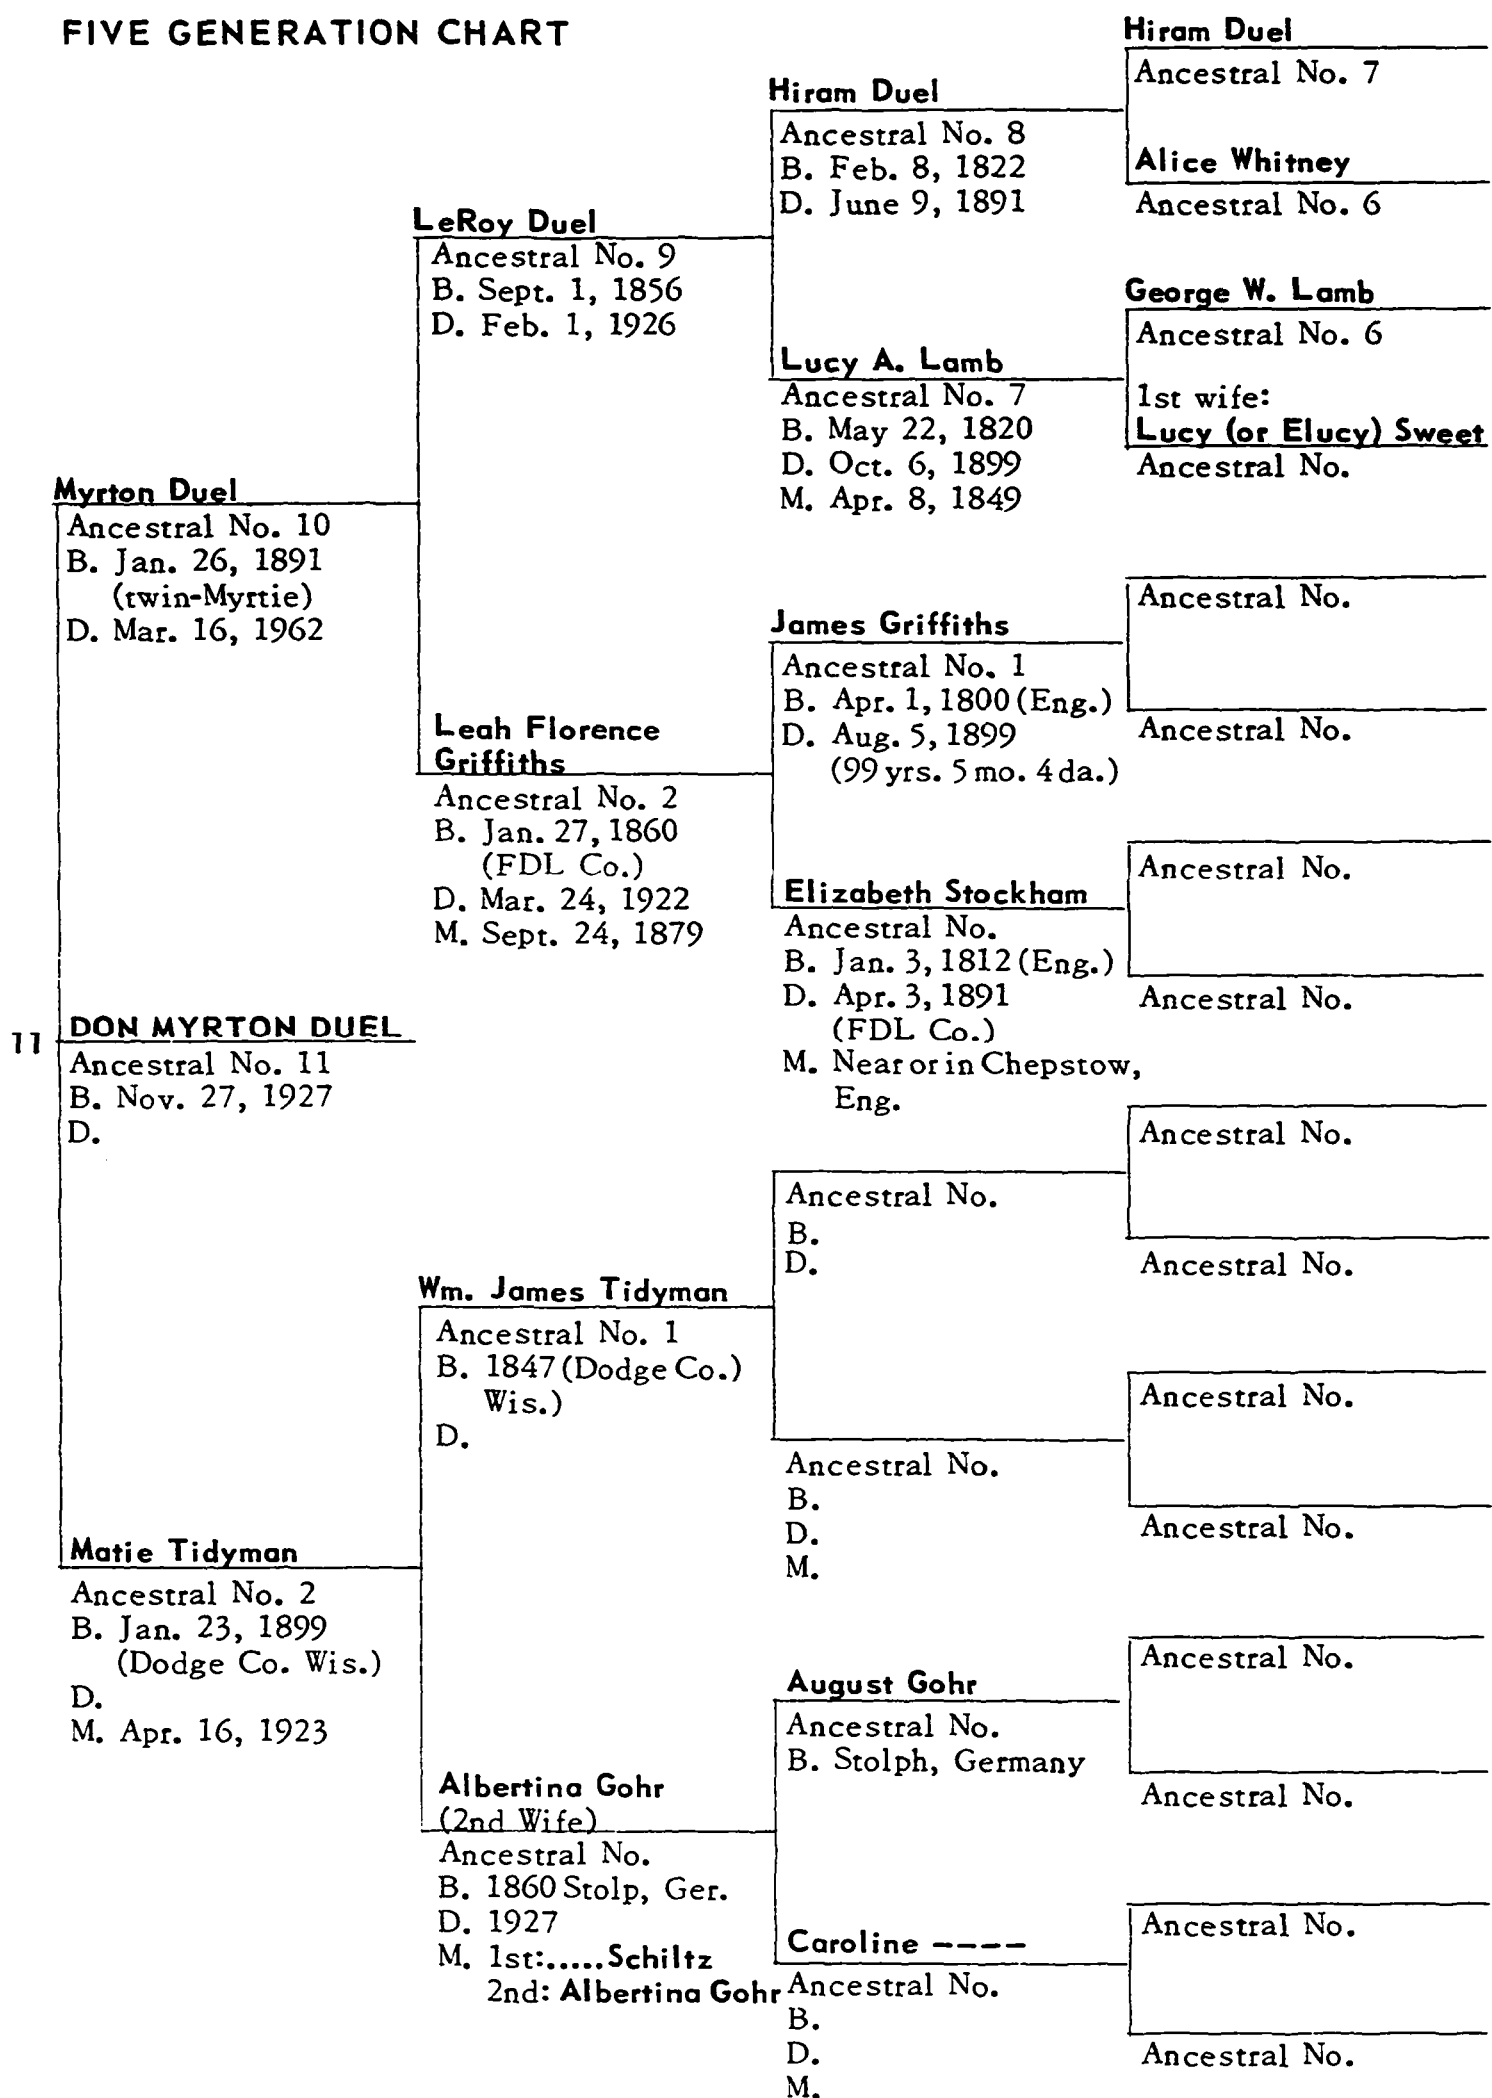 FIVE GENERATION CHART
Hiram Duel
Ancestral No. 7
Alice Whitney
Ancestral No. 6
Hiram Duel
Ancestral No. 8
B. Feb. 8, 1822
D. June 9, 1891
LeRoy Duel
Ancestral No. 9
B. Sept. 1, 1856
D. Feb. 1, 1926
George W. Lamb
Ancestral No. 6
1st wife:
Lucy (or Elucy) Sweet
Ancestral No.
Lucy A. Lamb
Ancestral No. 7
B. May 22, 1820
D. Oct. 6, 1899
M. Apr. 8, 1849
Myrton Duel
Ancestral No. 10
B. Jan. 26, 1891
(twin-Myrtie)
D. Mar. 16, 1962
Ancestral No.
Ancestral No.
James Griffiths
Ancestral No. 1
B. Apr. 1, 1800 (Eng.)
D. Aug. 5, 1899
(99 yrs. 5 mo. 4 da.)
Leah Florence
Griffiths
Ancestral No. 2
B. Jan. 27, 1860
(FDL Co.)
D. Mar. 24, 1922
M. Sept. 24, 1879
Ancestral No.
Ancestral No.
Elizabeth Stockham
Ancestral No.
B. Jan. 3, 1812 (Eng.)
D. Apr. 3, 1891
(FDL Co.)
M. Near or in Chepstow,
Eng.
11
DON MYRTON DUEL
Ancestral No. 11
B. Nov. 27, 1927
D.
Ancestral No.
Ancestral No.
Ancestral No.
B.
D.
Wm. James Tidyman
Ancestral No. 1
B. 1847 (Dodge Co.)
Wis.)
D.
Ancestral No.
Ancestral No.
Ancestral No.
B.
D.
M.
Matie Tidyman
Ancestral No. 2
B. Jan. 23, 1899
(Dodge Co. Wis.)
D.
M. Apr. 16, 1923
Ancestral No.
Ancestral No.
August Gohr
Ancestral No.
B. Stolph, Germany
Albertina Gohr
(2nd Wife)
Ancestral No.
B. 1860 Stolp, Ger.
D. 1927
M. 1st:.....Schiltz
2nd: Albertina Gohr
Ancestral No.
Ancestral No.
Caroline ----
Ancestral No.
B.
D.
M.